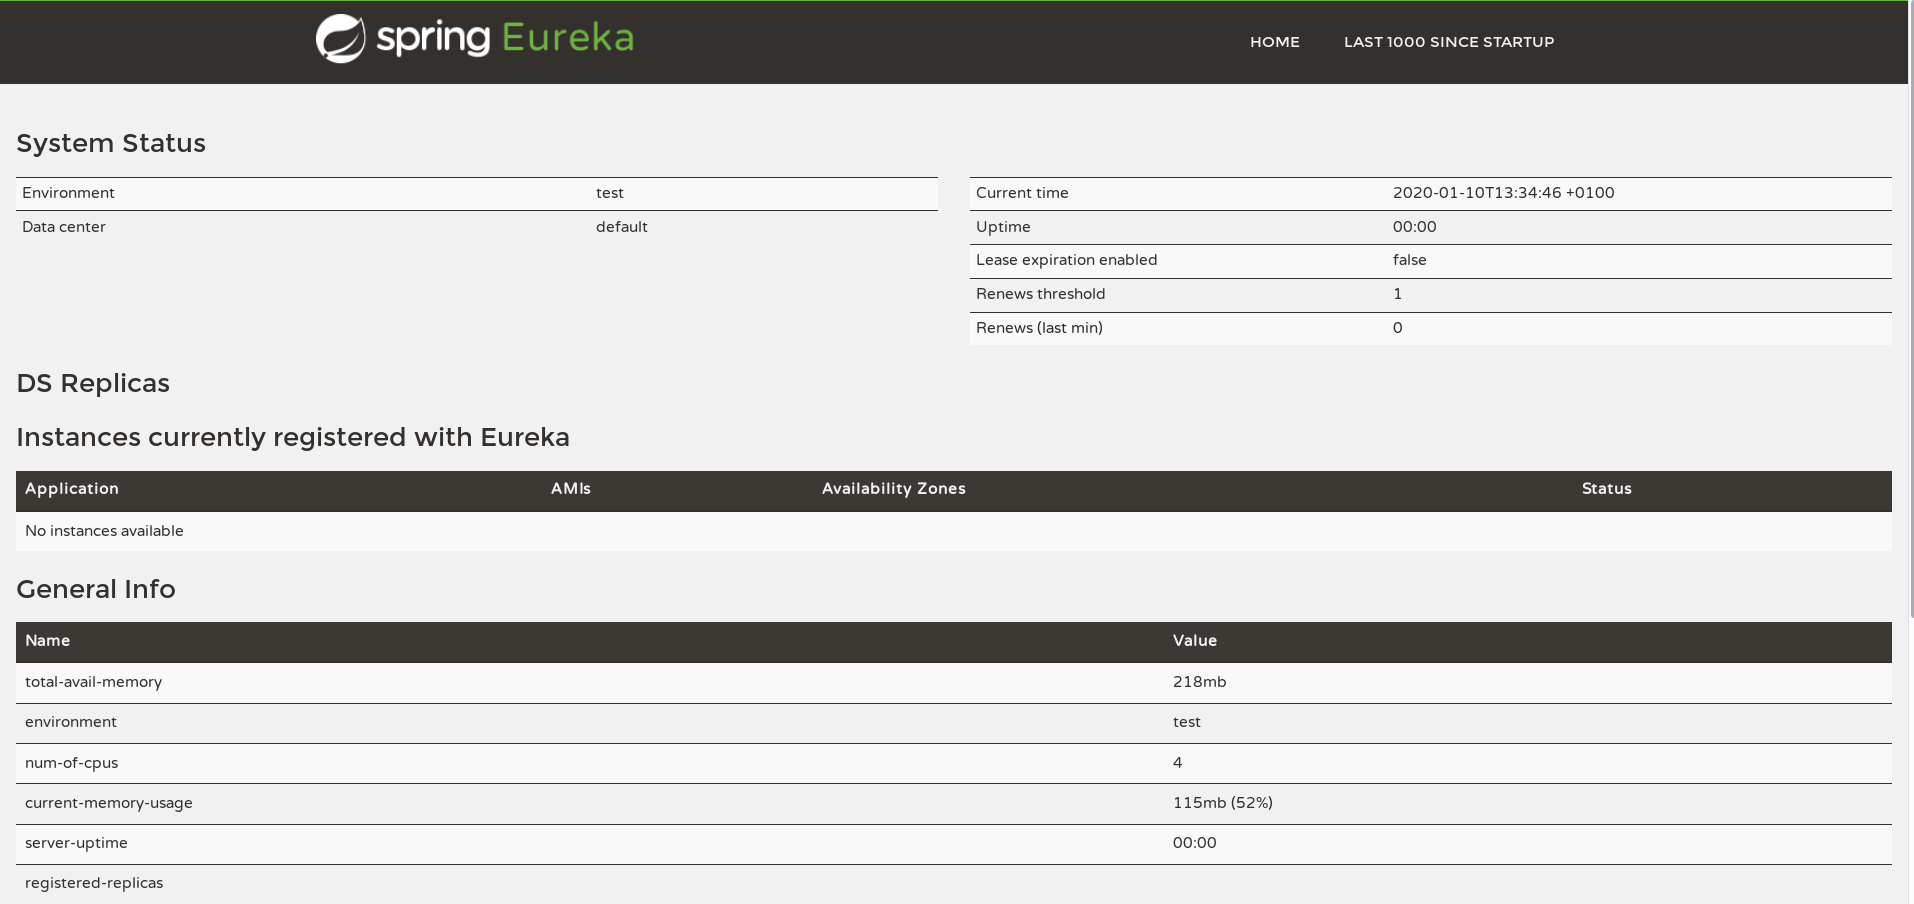 spring Eureka
HOME LAST 1000 SINCE STARTUP
System Status
Environment test
Data center default
Current time 2020-01-10T13:34:46 +0100
Uptime 00:00
Lease expiration enabled false
Renews threshold 1
Renews (last min) 0
DS Replicas
Instances currently registered with Eureka
Application AMIs Availability Zones Status
No instances available
General Info
Name Value
total-avail-memory 218mb
environment test
num-of-cpus 4
current-memory-usage 115mb (52%)
server-uptime 00:00
registered-replicas